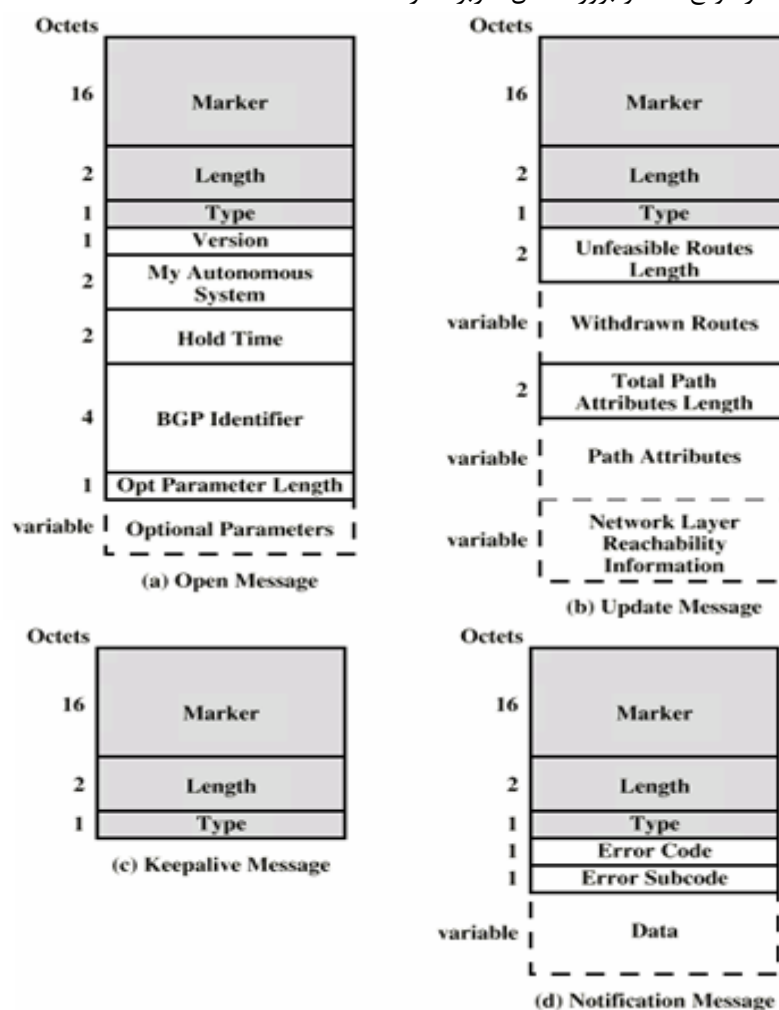 Octets
16 Marker
2 Length
1 Type
1 Version
2 My Autonomous
System
2 Hold Time
4 BGP Identifier
1 Opt Parameter Length
variable Optional Parameters
(a) Open Message
Octets
16 Marker
2 Length
1 Type
2 Unfeasible Routes
Length
variable Withdrawn Routes
2 Total Path
Attributes Length
variable Path Attributes
variable Network Layer
Reachability
Information
(b) Update Message
Octets
16 Marker
2 Length
1 Type
(c) Keepalive Message
Octets
16 Marker
2 Length
1 Type
1 Error Code
1 Error Subcode
variable Data
(d) Notification Message